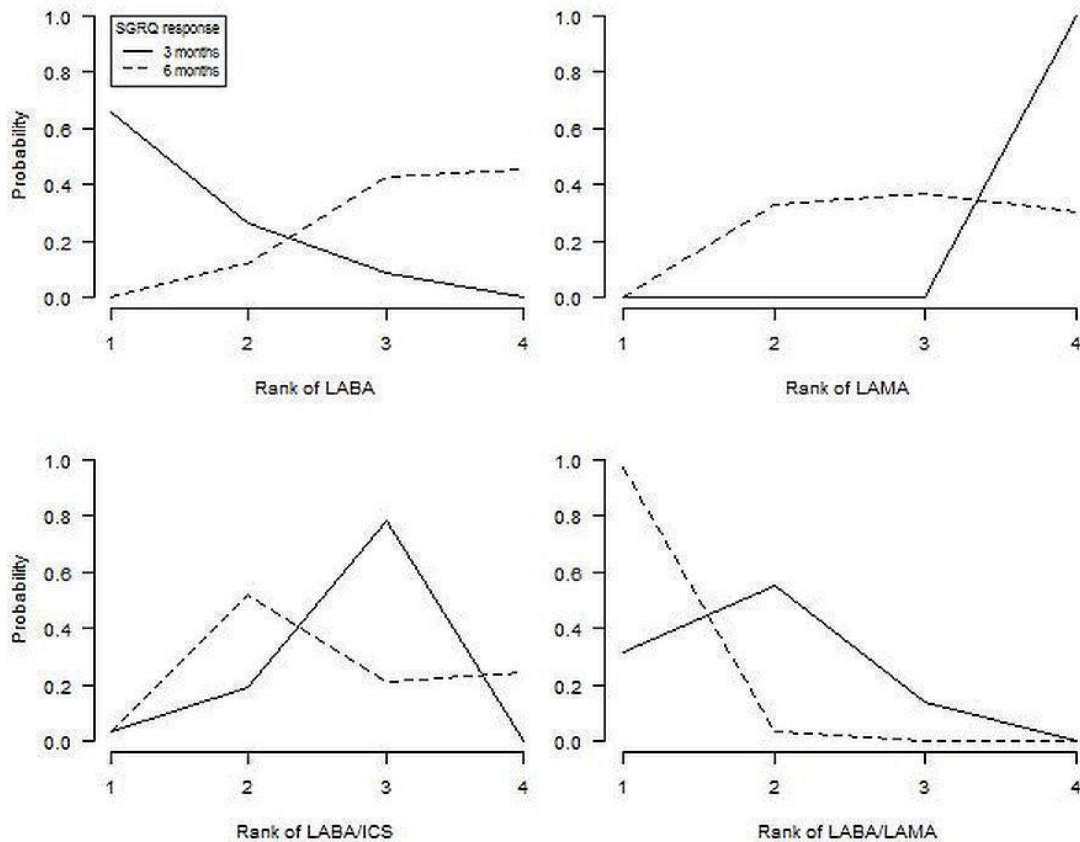 SGRQ response
3 months
6 months
Probability
1.0
0.8
0.6
0.4
0.2
0.0
1 2 3 4
Rank of LABA
1.0
0.8
0.6
0.4
0.2
0.0
1 2 3 4
Rank of LAMA
Probability
1.0
0.8
0.6
0.4
0.2
0.0
1 2 3 4
Rank of LABA/ICS
1.0
0.8
0.6
0.4
0.2
0.0
1 2 3 4
Rank of LABA/LAMA